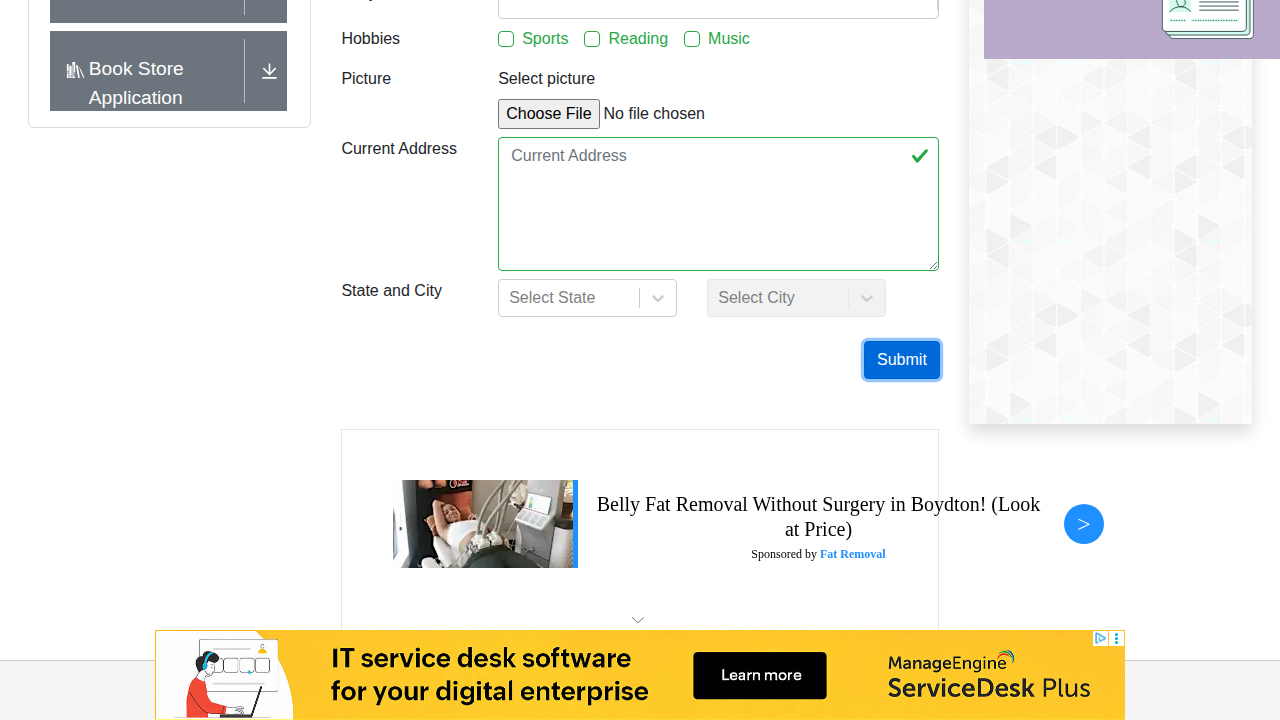 Book Store
Application
Hobbies
Sports
Reading
Music
Picture
Select picture
Choose File
No file chosen
Current Address
Current Address
State and City
Select State
Select City
Submit
Belly Fat Removal Without Surgery in Boydton! (Look
at Price)
Sponsored by Fat Removal
>
IT service desk software
for your digital enterprise
Learn more
ManageEngine
ServiceDesk Plus